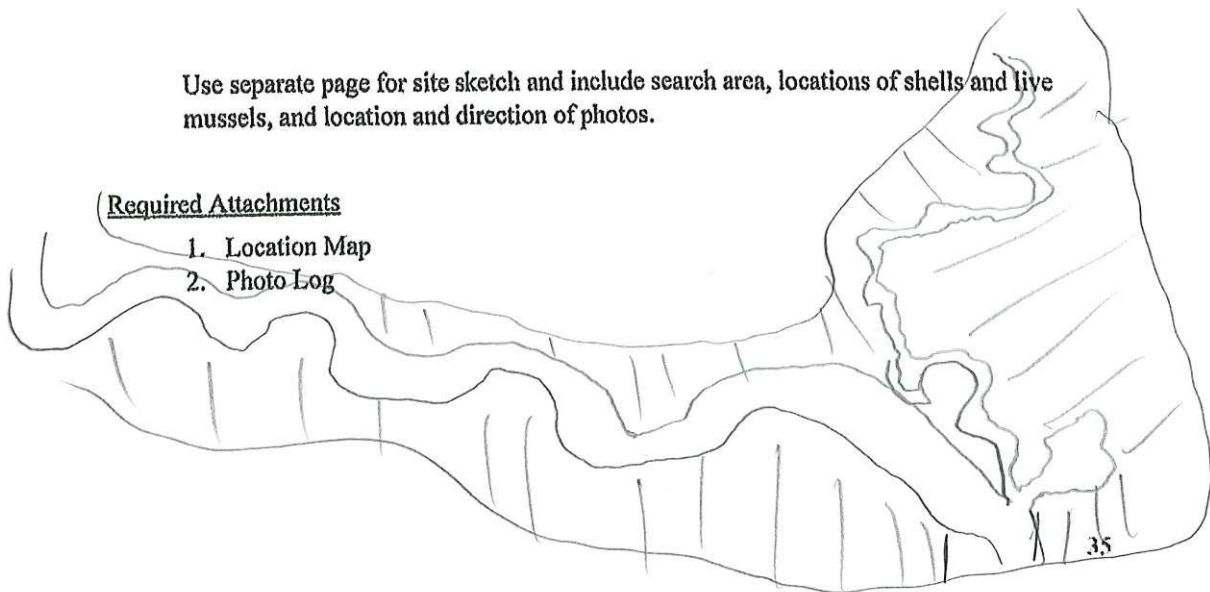 Use separate page for site sketch and include search area, locations of shells and live
mussels, and location and direction of photos.
Required Attachments
1. Location Map
2. Photo Log
35